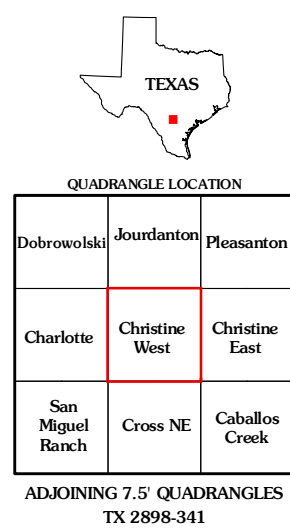 TEXAS
QUADRANGLE LOCATION
Dobrowolski
Jourdanton
Pleasanton
Charlotte
Christine
West
Christine
East
San
Miguel
Ranch
Cross NE
Caballos
Creek
ADJOINING 7.5' QUADRANGLES
TX 2898-341